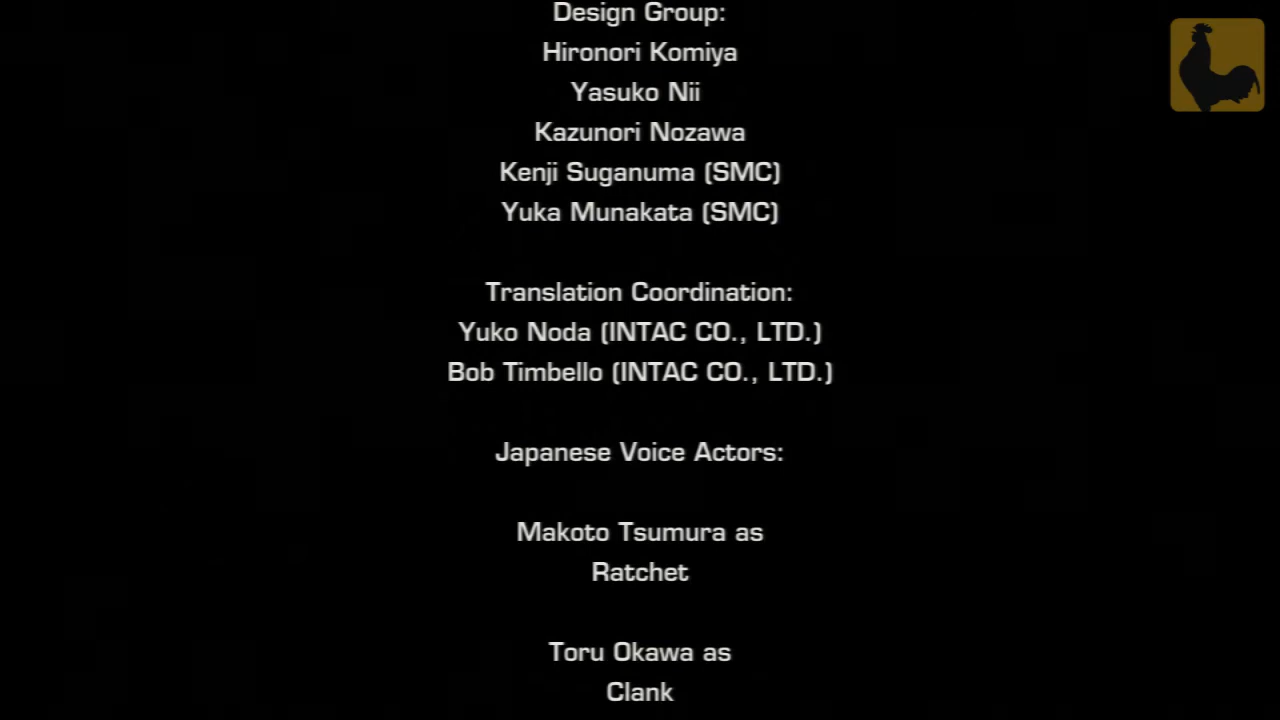 Design Group:
Hironori Komiya
Yasuko Nii
Kazunori Nozawa
Kenji Suganuma (SMC)
Yuka Munakata (SMC)
Translation Coordination:
Yuko Noda (INTAC CO., LTD.)
Bob Timbello (INTAC CO., LTD.)
Japanese Voice Actors:
Makoto Tsumura as
Ratchet
Toru Okawa as
Clank